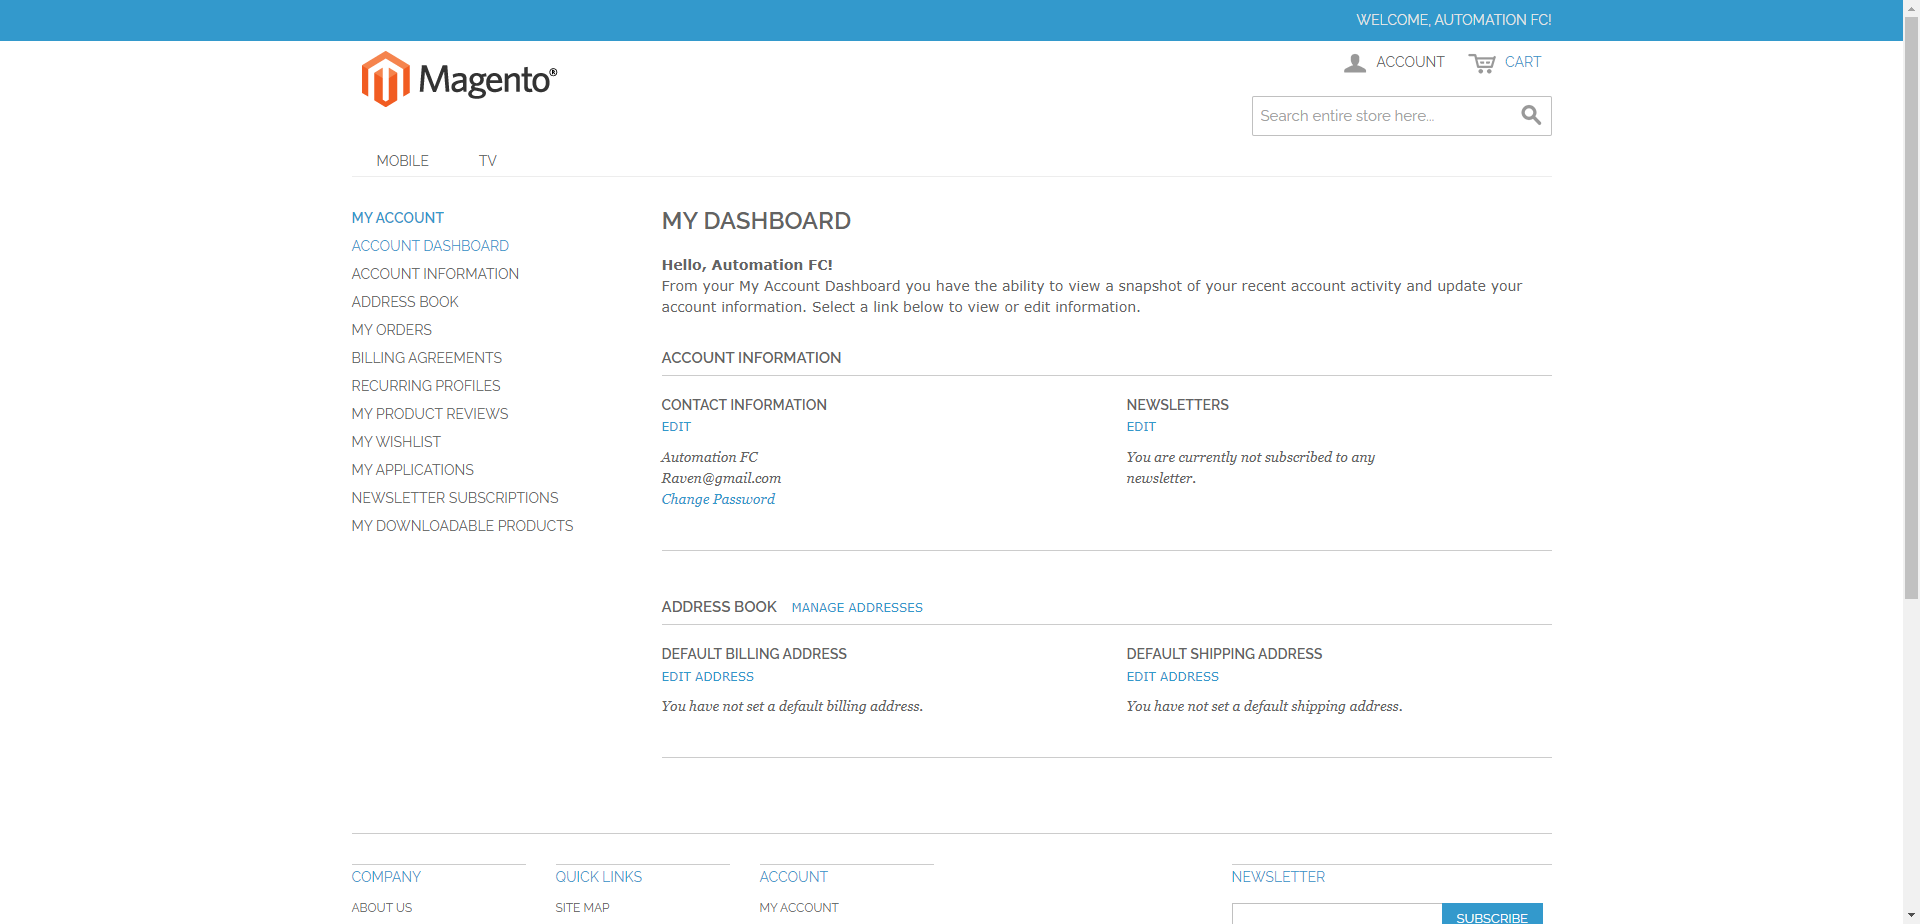 WELCOME, AUTOMATION FC!
Magento®
ACCOUNT
CART
Search entire store here...
MOBILE
TV
MY ACCOUNT
ACCOUNT DASHBOARD
ACCOUNT INFORMATION
ADDRESS BOOK
MY ORDERS
BILLING AGREEMENTS
RECURRING PROFILES
MY PRODUCT REVIEWS
MY WISHLIST
MY APPLICATIONS
NEWSLETTER SUBSCRIPTIONS
MY DOWNLOADABLE PRODUCTS
MY DASHBOARD
Hello, Automation FC!
From your My Account Dashboard you have the ability to view a snapshot of your recent account activity and update your
account information. Select a link below to view or edit information.
ACCOUNT INFORMATION
CONTACT INFORMATION
EDIT
Automation FC
Raven@gmail.com
Change Password
NEWSLETTERS
EDIT
You are currently not subscribed to any
newsletter.
ADDRESS BOOK MANAGE ADDRESSES
DEFAULT BILLING ADDRESS
EDIT ADDRESS
You have not set a default billing address.
DEFAULT SHIPPING ADDRESS
EDIT ADDRESS
You have not set a default shipping address.
COMPANY
ABOUT US
QUICK LINKS
SITE MAP
ACCOUNT
MY ACCOUNT
NEWSLETTER
SUBSCRIBE